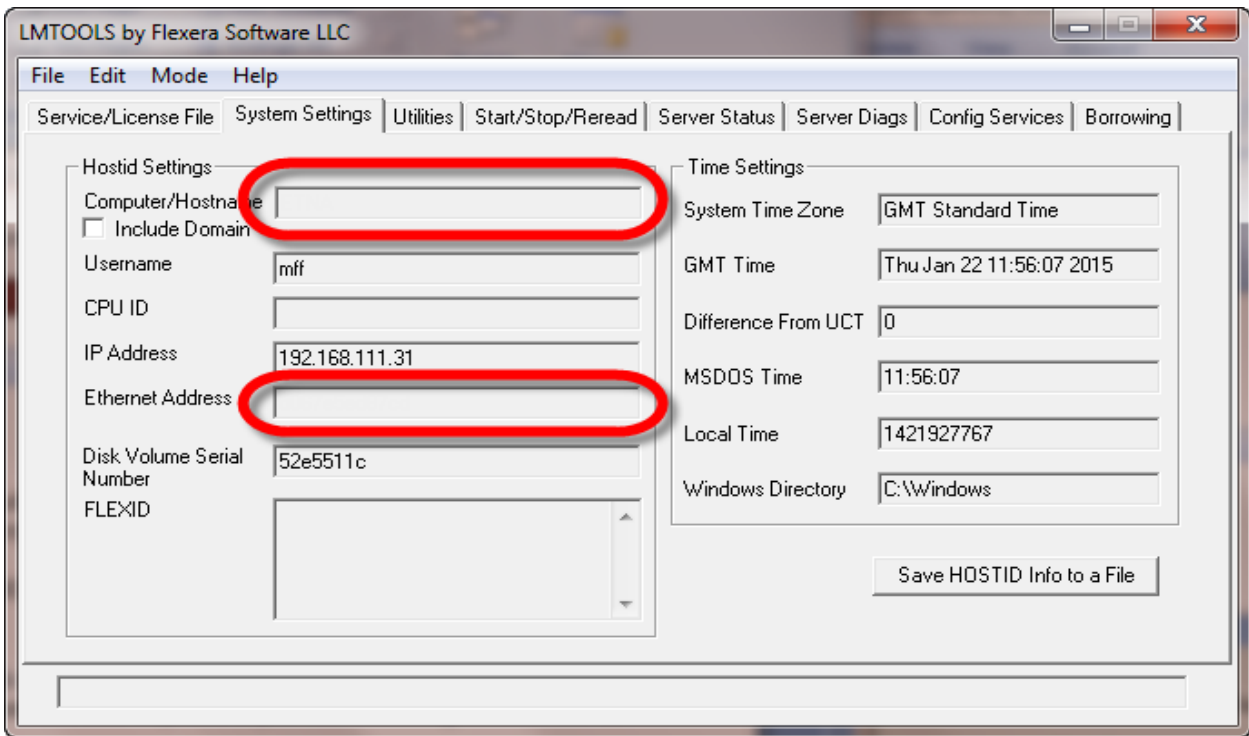 LMTOOLS by Flexera Software LLC
File Edit Mode Help
Service/License File System Settings Utilities Start/Stop/Reread Server Status Server Diags Config Services Borrowing
Hostid Settings
Computer/Hostname
Include Domain
Username mff
CPU ID
IP Address 192.168.111.31
Ethernet Address
Disk Volume Serial
Number
52e5511c
FLEXID
Time Settings
System Time Zone GMT Standard Time
GMT Time Thu Jan 22 11:56:07 2015
Difference From UCT 0
MSDOS Time 11:56:07
Local Time 1421927767
Windows Directory C:\Windows
Save HOSTID Info to a File